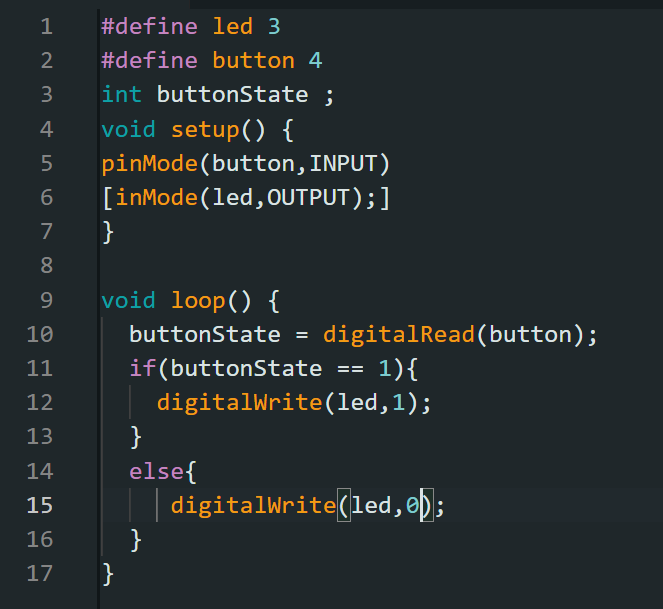 1 #define led 3
2 #define button 4
3 int buttonState ;
4 void setup() {
5 pinMode(button,INPUT)
6 [inMode(led,OUTPUT);]
7 }
8
9 void loop() {
10   buttonState = digitalRead(button);
11   if(buttonState == 1){
12     digitalWrite(led,1);
13   }
14   else{
15      digitalWrite(led,0);
16   }
17 }